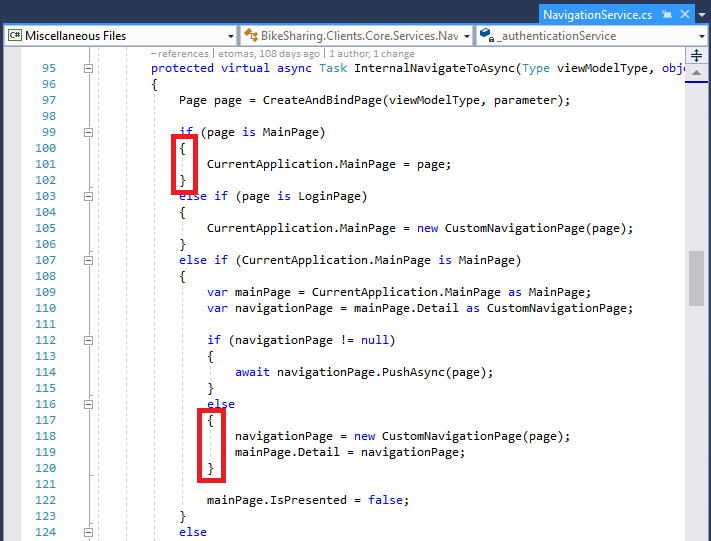 NavigationService.cs
C# Miscellaneous Files
BikeSharing.Clients.Core.Services.Nav
_authenticationService
– references | etomas, 108 days ago | 1 author, 1 change
95 protected virtual async Task InternalNavigateToAsync(Type viewModelType, obje
96 {
97 Page page = CreateAndBindPage(viewModelType, parameter);
98
99 if (page is MainPage)
100 {
101 CurrentApplication.MainPage = page;
102 }
103 else if (page is LoginPage)
104 {
105 CurrentApplication.MainPage = new CustomNavigationPage(page);
106 }
107 else if (CurrentApplication.MainPage is MainPage)
108 {
109 var mainPage = CurrentApplication.MainPage as MainPage;
110 var navigationPage = mainPage.Detail as CustomNavigationPage;
111
112 if (navigationPage != null)
113 {
114 await navigationPage.PushAsync(page);
115 }
116 else
117 {
118 navigationPage = new CustomNavigationPage(page);
119 mainPage.Detail = navigationPage;
120 }
121
122 mainPage.IsPresented = false;
123 }
124 else